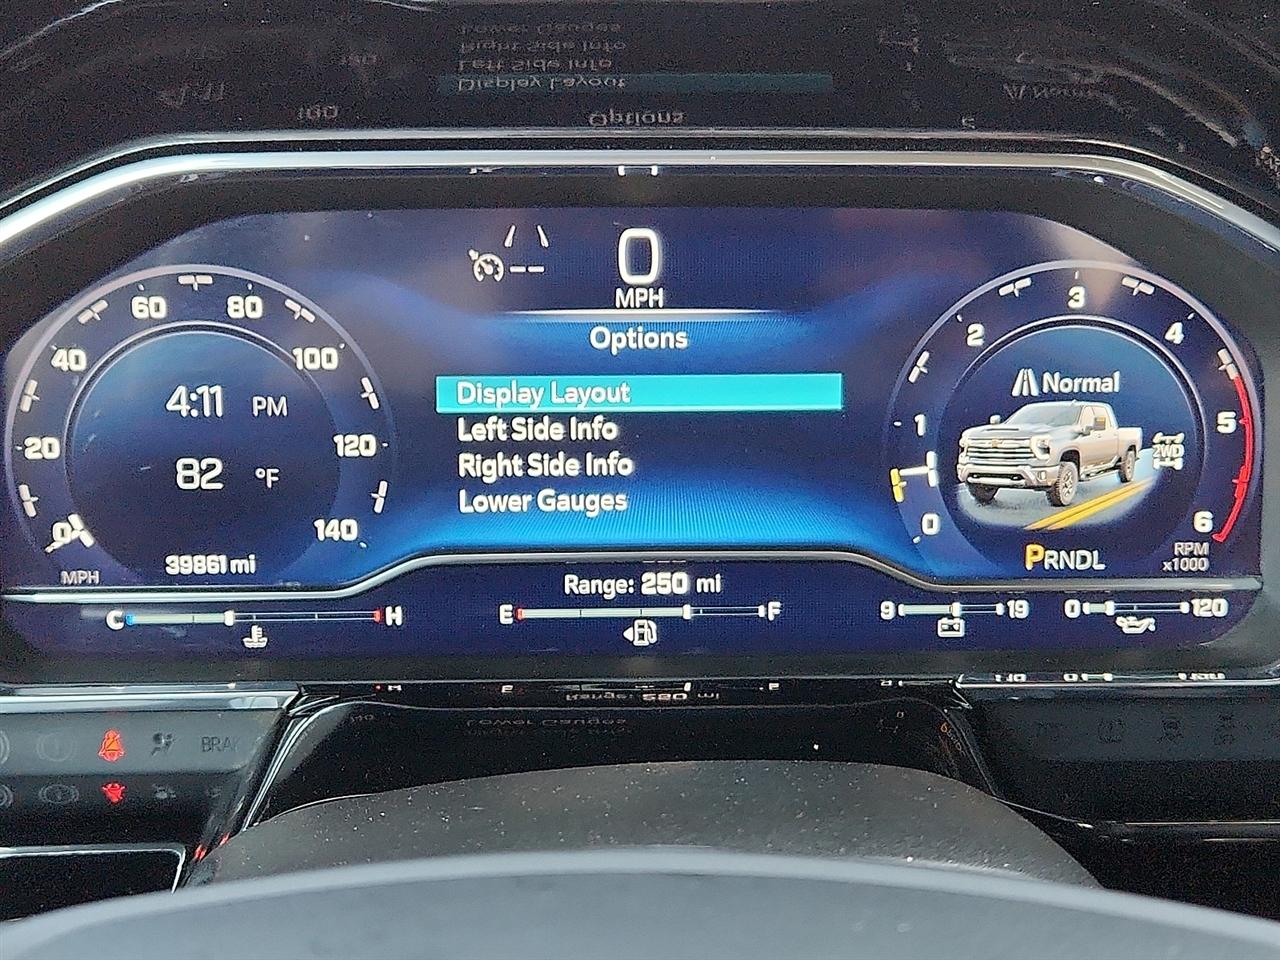 0
MPH
Options
Display Layout
Left Side Info
Right Side Info
Lower Gauges
0
20
40
60
80
100
120
140
4:11 PM
82 °F
39861 mi
MPH
0
1
2
3
4
5
6
Normal
2WD
PRNDL
RPM
x1000
Range: 250 mi
C H
E F
9 19
0 120
BRAK